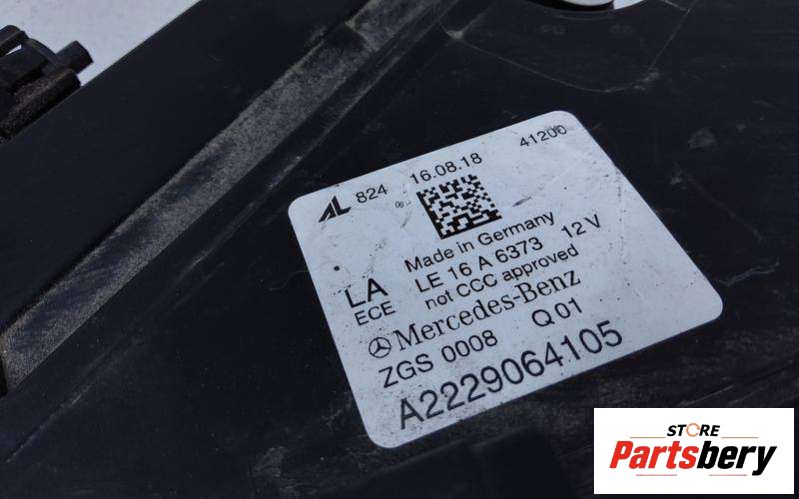 AL 824 16.08.18 41200
Made in Germany
LA LE 16 A 6373 12 V
ECE not CCC approved
Mercedes-Benz
ZGS 0008 Q 01
A2229064105
STORE
Partsbery